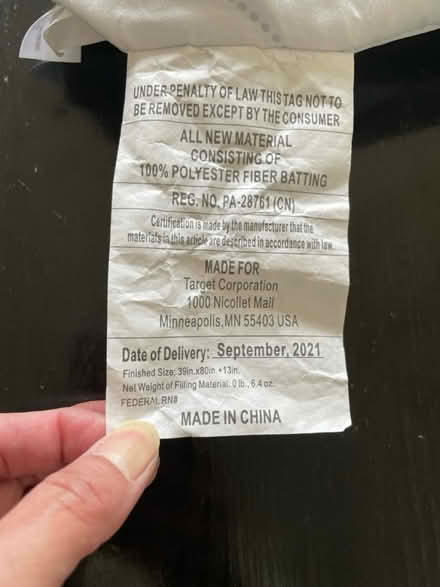 UNDER PENALTY OF LAW THIS TAG NOT TO
BE REMOVED EXCEPT BY THE CONSUMER
ALL NEW MATERIAL
CONSISTING OF
100% POLYESTER FIBER BATTING
REG. NO. PA-28761 (CN)
Certification is made by the manufacturer that the
materials in this article are described in accordance with law.
MADE FOR
Target Corporation
1000 Nicollet Mall
Minneapolis, MN 55403 USA
Date of Delivery: September, 2021
Finished Size: 39in.x80in.+13in.
Net Weight of Filling Material: 0 lb., 6.4 oz.
FEDERAL RN#
MADE IN CHINA